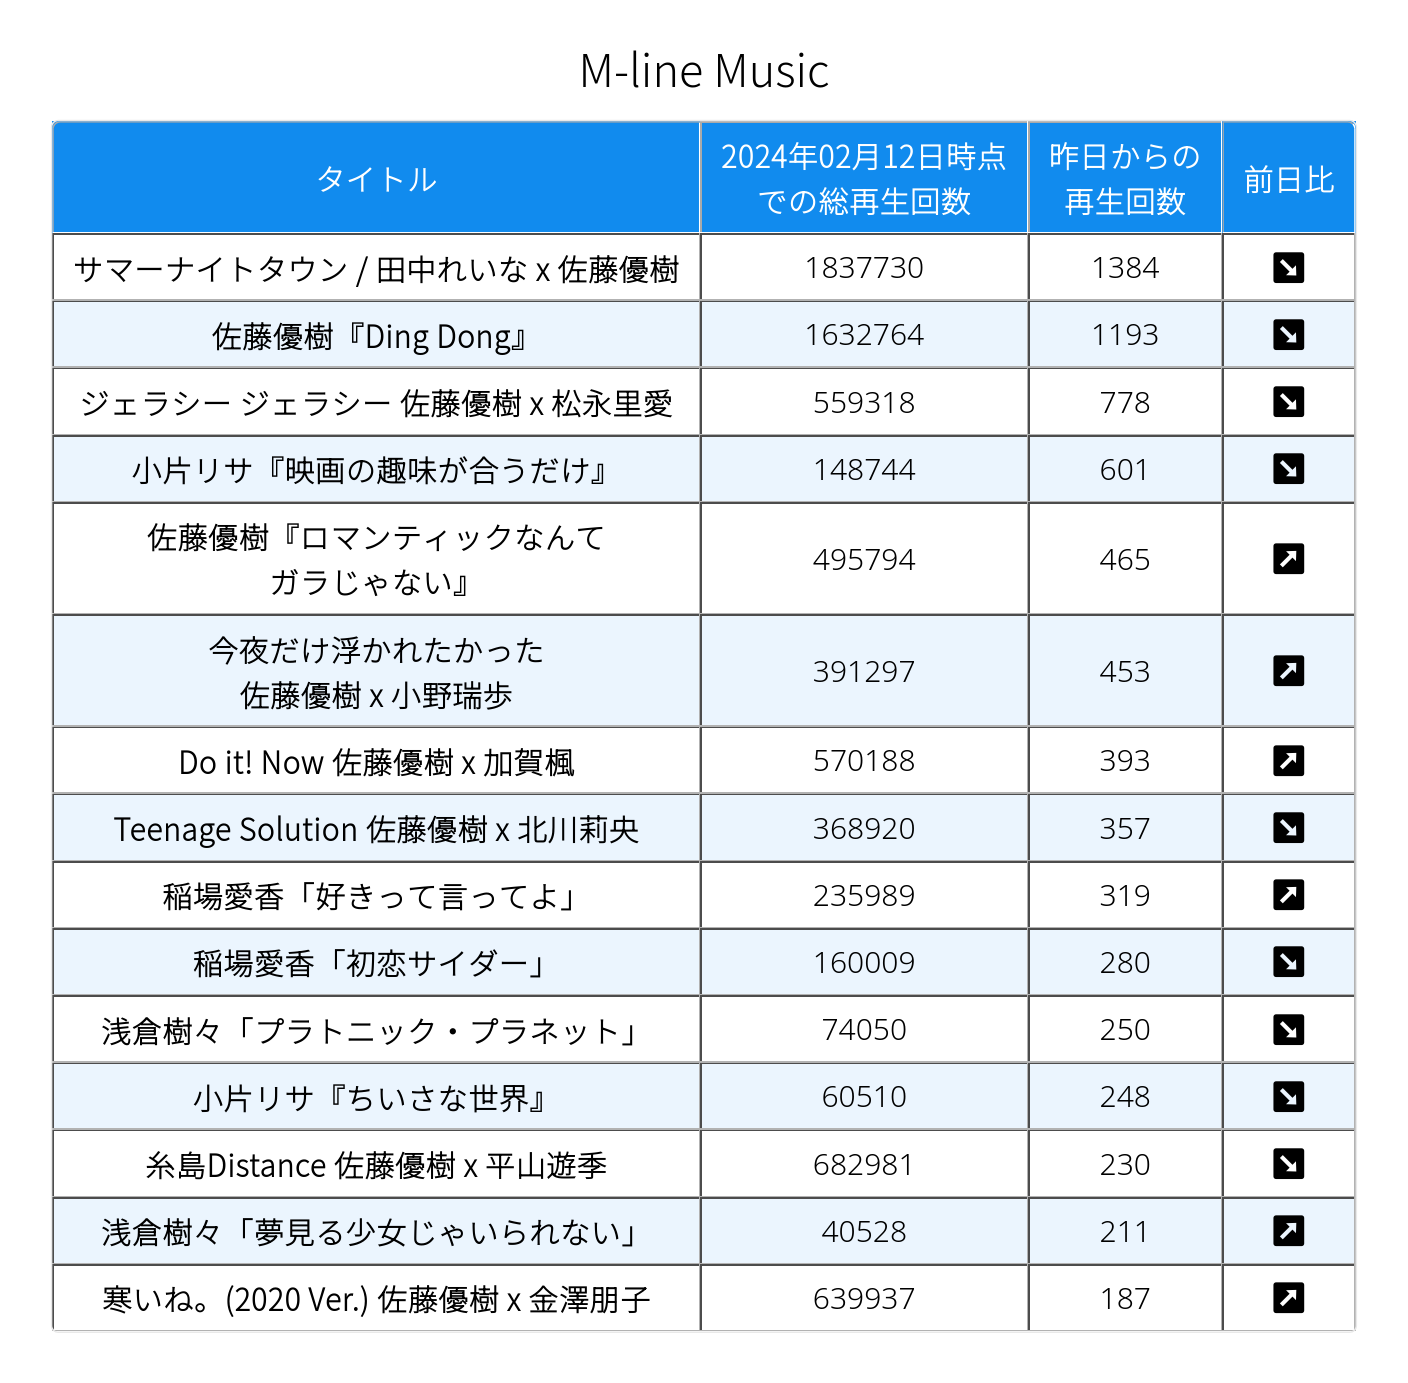 M-line Music
タイトル
2024年02月12日時点
での総再生回数
昨日からの
再生回数
前日比
サマーナイトタウン / 田中れいな x 佐藤優樹
1837730
1384
↘
佐藤優樹『Ding Dong』
1632764
1193
↘
ジェラシー ジェラシー 佐藤優樹 x 松永里愛
559318
778
↘
小片リサ『映画の趣味が合うだけ』
148744
601
↘
佐藤優樹『ロマンティックなんて
ガラじゃない』
495794
465
↗
今夜だけ浮かれたかった
佐藤優樹 x 小野瑞歩
391297
453
↗
Do it! Now 佐藤優樹 x 加賀楓
570188
393
↗
Teenage Solution 佐藤優樹 x 北川莉央
368920
357
↘
稲場愛香「好きって言ってよ」
235989
319
↗
稲場愛香「初恋サイダー」
160009
280
↘
浅倉樹々「プラトニック・プラネット」
74050
250
↘
小片リサ『ちいさな世界』
60510
248
↘
糸島Distance 佐藤優樹 x 平山遊季
682981
230
↘
浅倉樹々「夢見る少女じゃいられない」
40528
211
↗
寒いね。(2020 Ver.) 佐藤優樹 x 金澤朋子
639937
187
↗